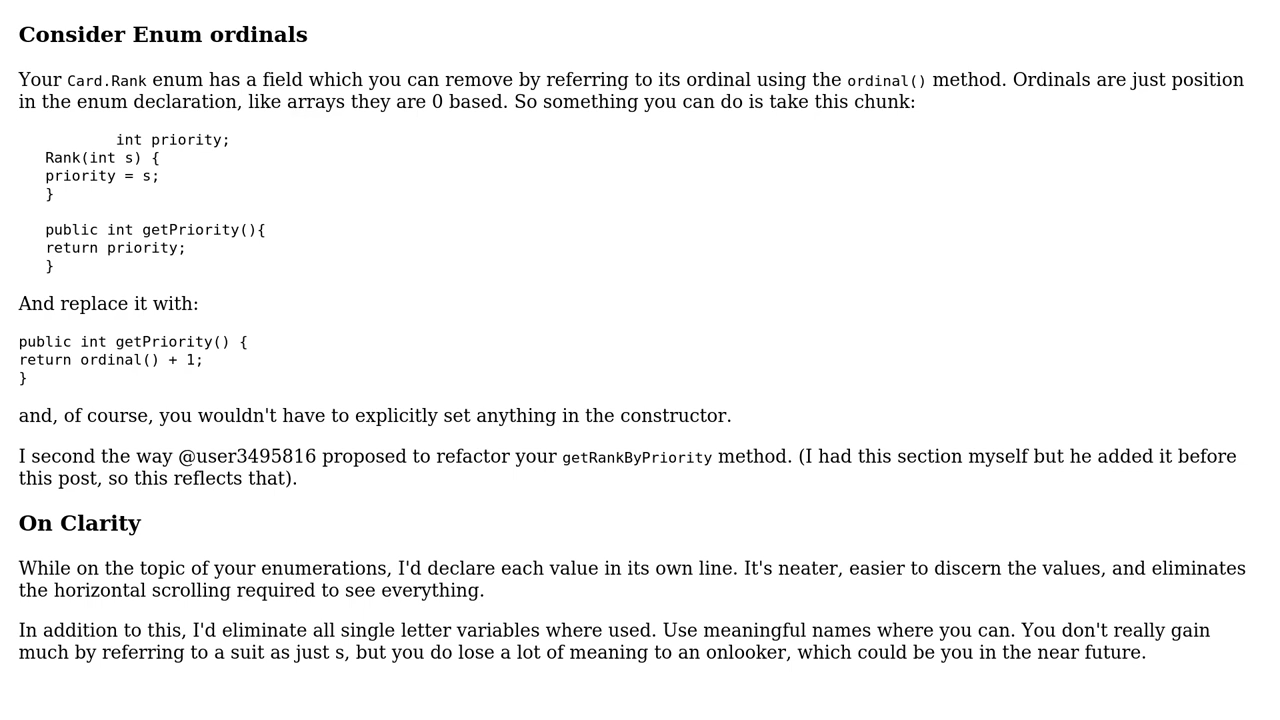 Consider Enum ordinals
Your Card.Rank enum has a field which you can remove by referring to its ordinal using the ordinal() method. Ordinals are just position
in the enum declaration, like arrays they are 0 based. So something you can do is take this chunk:
int priority;
Rank(int s) {
priority = s;
}
public int getPriority(){
return priority;
}
And replace it with:
public int getPriority() {
return ordinal() + 1;
}
and, of course, you wouldn't have to explicitly set anything in the constructor.
I second the way @user3495816 proposed to refactor your getRankByPriority method. (I had this section myself but he added it before
this post, so this reflects that).
On Clarity
While on the topic of your enumerations, I'd declare each value in its own line. It's neater, easier to discern the values, and eliminates
the horizontal scrolling required to see everything.
In addition to this, I'd eliminate all single letter variables where used. Use meaningful names where you can. You don't really gain
much by referring to a suit as just s, but you do lose a lot of meaning to an onlooker, which could be you in the near future.